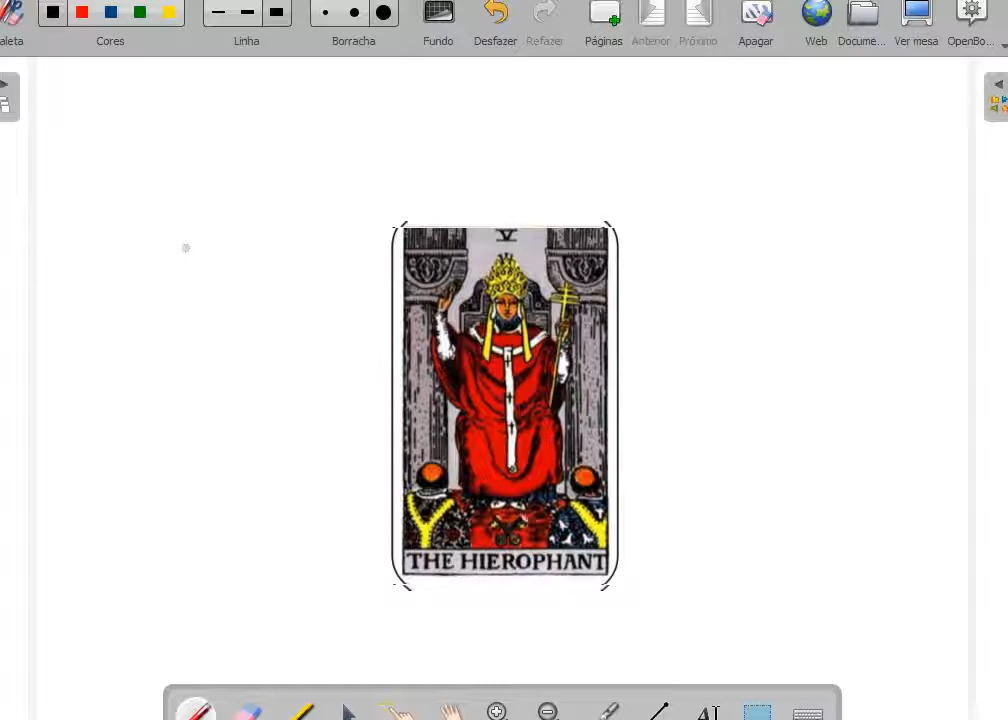 aleta Cores Linha Borracha Fundo Desfazer Refazer Páginas Anterior Próximo Apagar Web Docume... Ver mesa OpenBo...
V
THE HIEROPHANT